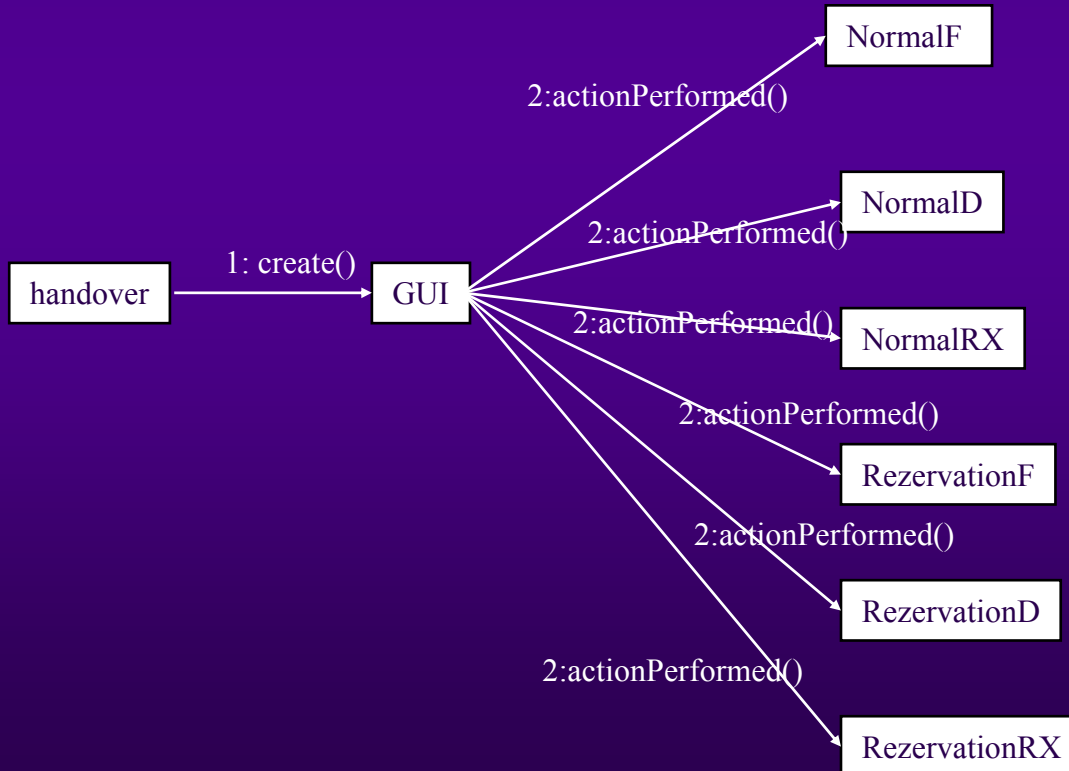 NormalF
2:actionPerformed()
NormalD
2:actionPerformed()
1: create()
handover
GUI
2:actionPerformed()
NormalRX
2:actionPerformed()
RezervationF
2:actionPerformed()
RezervationD
2:actionPerformed()
RezervationRX